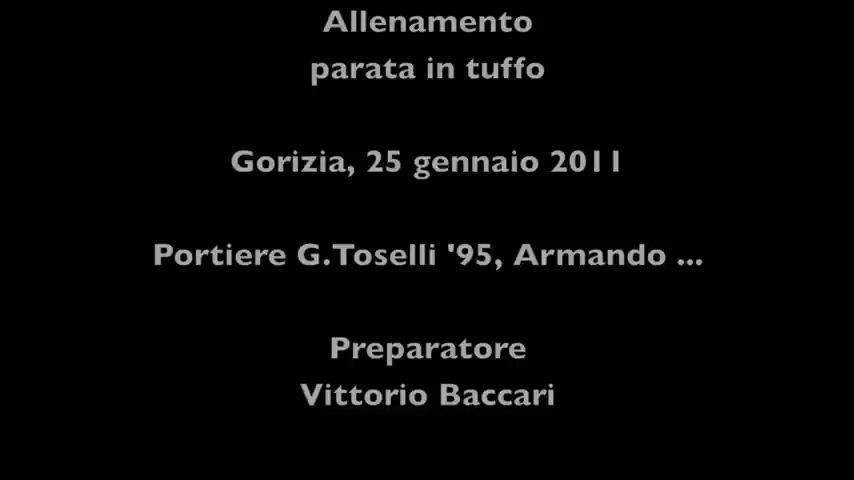 Allenamento
parata in tuffo
Gorizia, 25 gennaio 2011
Portiere G.Toselli '95, Armando ...
Preparatore
Vittorio Baccari